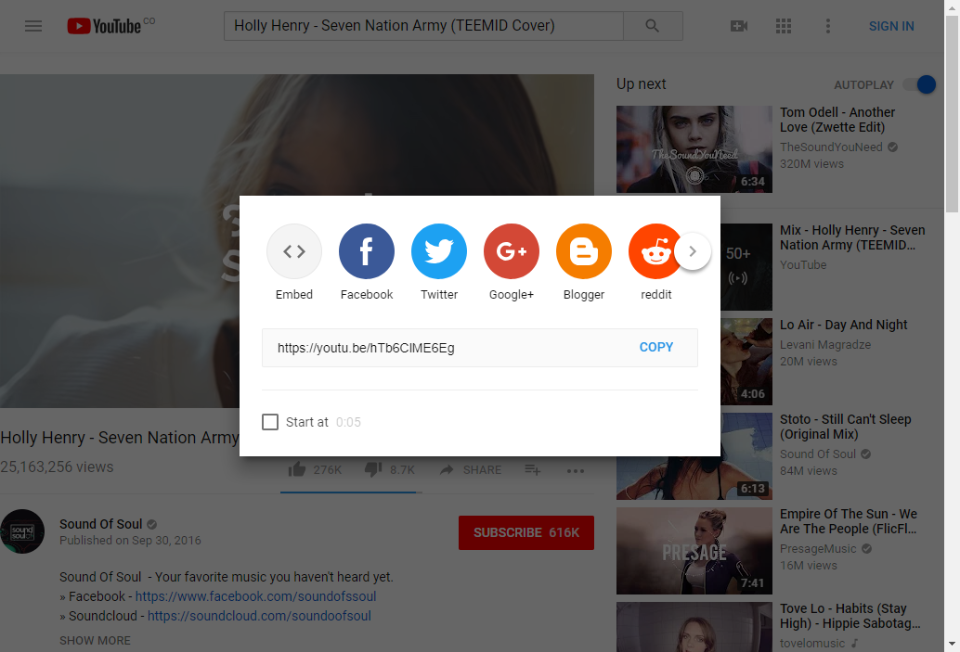 YouTube CO
Holly Henry - Seven Nation Army (TEEMID Cover)
SIGN IN
Up next
AUTOPLAY
Tom Odell - Another
Love (Zwette Edit)
TheSoundYouNeed
320M views
TheSoundYouNeed
6:34
Mix - Holly Henry - Seven
Nation Army (TEEMID...
YouTube
50+
Lo Air - Day And Night
Levani Magradze
20M views
4:06
Stoto - Still Can't Sleep
(Original Mix)
Sound Of Soul
84M views
6:13
Empire Of The Sun - We
Are The People (FlicFl...
PresageMusic
16M views
PRESAGE
7:41
Tove Lo - Habits (Stay
High) - Hippie Sabotag...
tovelomusic
Embed
Facebook
Twitter
Google+
Blogger
reddit
https://youtu.be/hTb6CIME6Eg
COPY
Start at 0:05
Holly Henry - Seven Nation Army
25,163,256 views
276K
8.7K
SHARE
sound
soul
Sound Of Soul
Published on Sep 30, 2016
SUBSCRIBE 616K
Sound Of Soul - Your favorite music you haven't heard yet.
» Facebook - https://www.facebook.com/soundofssoul
» Soundcloud - https://soundcloud.com/soundoofsoul
SHOW MORE